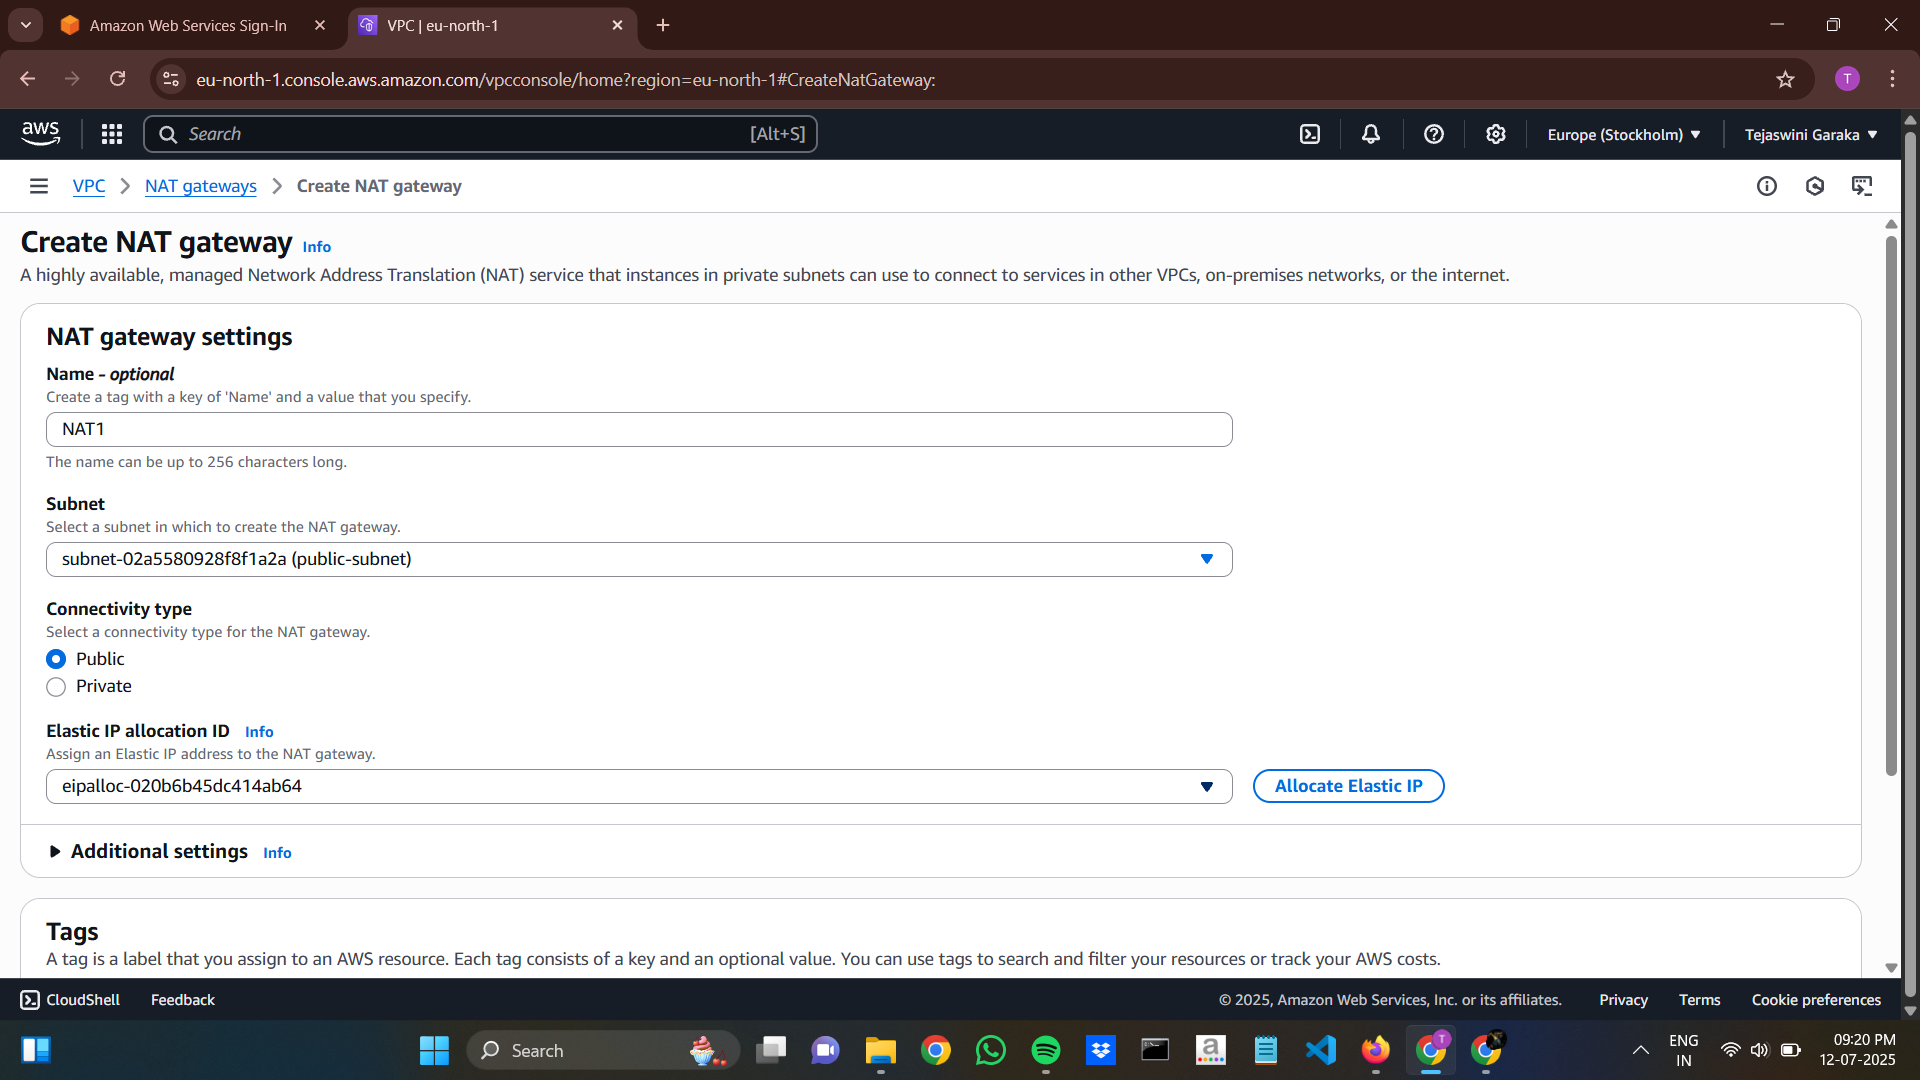 Amazon Web Services Sign-In
VPC | eu-north-1
eu-north-1.console.aws.amazon.com/vpcconsole/home?region=eu-north-1#CreateNatGateway:
T
aws
Search
[Alt+S]
Europe (Stockholm)
Tejaswini Garaka
VPC
NAT gateways
Create NAT gateway
Create NAT gateway Info
A highly available, managed Network Address Translation (NAT) service that instances in private subnets can use to connect to services in other VPCs, on-premises networks, or the internet.
NAT gateway settings
Name - optional
Create a tag with a key of 'Name' and a value that you specify.
NAT1
The name can be up to 256 characters long.
Subnet
Select a subnet in which to create the NAT gateway.
subnet-02a5580928f8f1a2a (public-subnet)
Connectivity type
Select a connectivity type for the NAT gateway.
Public
Private
Elastic IP allocation ID Info
Assign an Elastic IP address to the NAT gateway.
eipalloc-020b6b45dc414ab64
Allocate Elastic IP
Additional settings Info
Tags
A tag is a label that you assign to an AWS resource. Each tag consists of a key and an optional value. You can use tags to search and filter your resources or track your AWS costs.
CloudShell
Feedback
© 2025, Amazon Web Services, Inc. or its affiliates.
Privacy
Terms
Cookie preferences
Search
a
T
ENG
IN
09:20 PM
12-07-2025